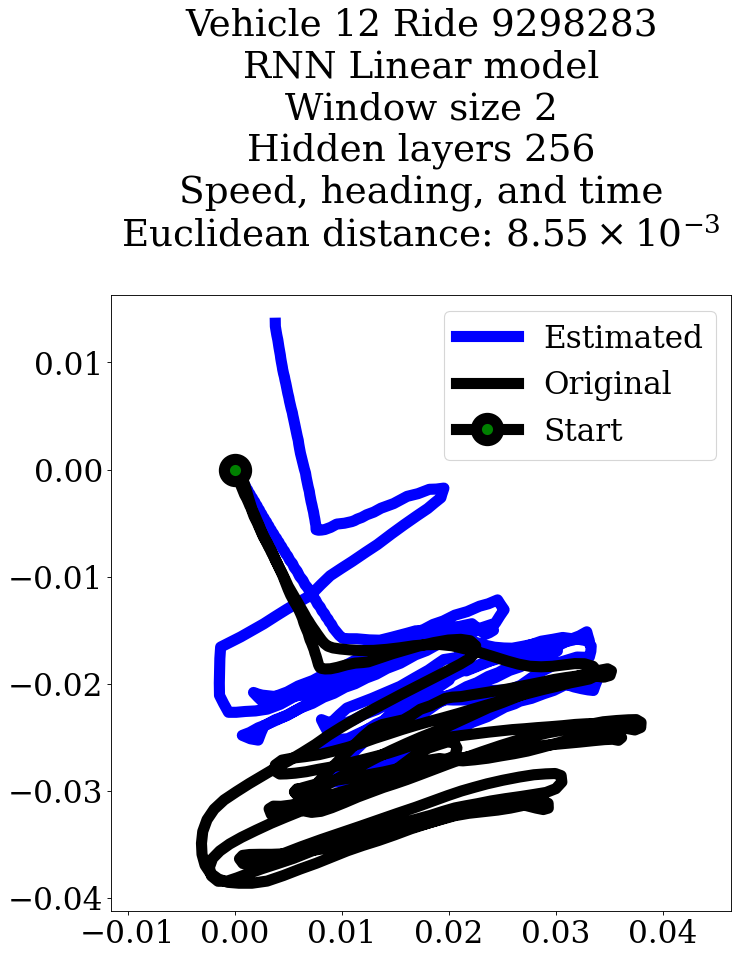 Vehicle 12 Ride 9298283
RNN Linear model
Window size 2
Hidden layers 256
Speed, heading, and time
Euclidean distance: 8.55 × 10⁻³
Estimated
Original
Start
0.01
0.00
−0.01
−0.02
−0.03
−0.04
−0.01 0.00 0.01 0.02 0.03 0.04